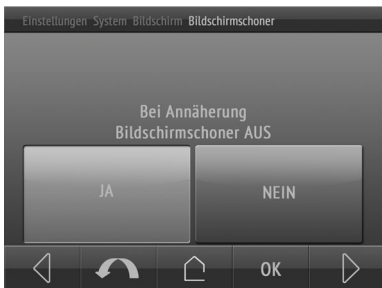 Einstellungen System Bildschirm Bildschirmschoner
Bei Annäherung
Bildschirmschoner AUS
JA NEIN
OK